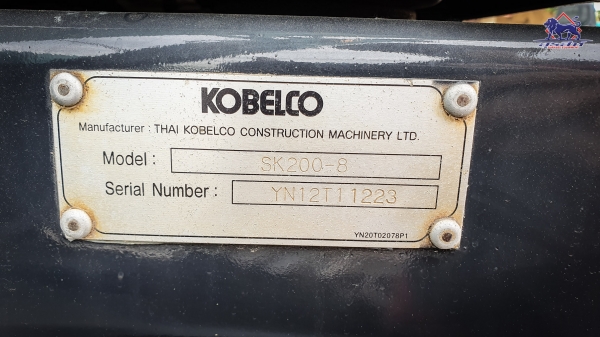 KOBELCO
Manufacturer : THAI KOBELCO CONSTRUCTION MACHINERY LTD.
Model: SK200-8
Serial Number: YN12T11223
YN20T02078P1